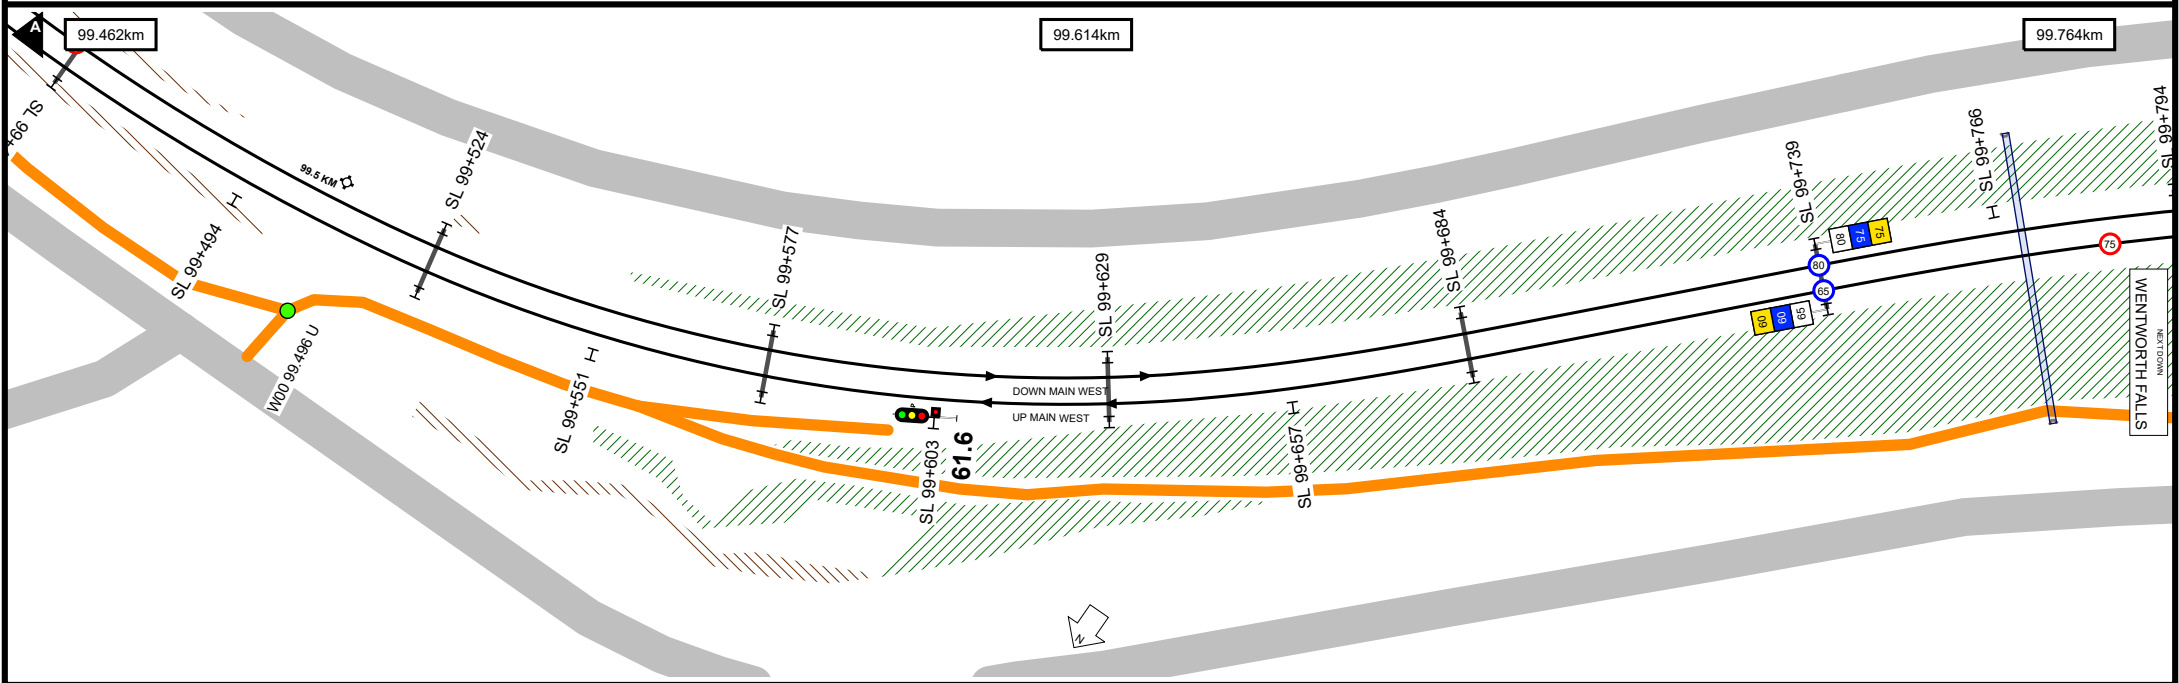 A
99.462km
99.614km
99.764km
99.5 KM
SL 99+494
SL 99+524
SL 99+551
SL 99+577
SL 99+603
SL 99+629
SL 99+657
SL 99+684
SL 99+739
SL 99+766
SL 99+794
W00 99.496 U
61.6
DOWN MAIN WEST
UP MAIN WEST
80 75 75
80
65
60 60 65
75
NEXT DOWN
WENTWORTH FALLS
N